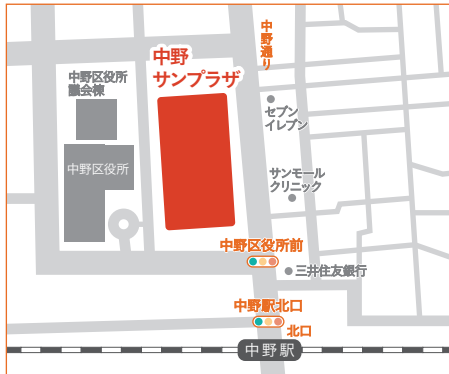 中野通り
中野
サンプラザ
中野区役所
議会棟
セブン
イレブン
中野区役所
サンモール
クリニック
中野区役所前
三井住友銀行
中野駅北口
北口
中野駅